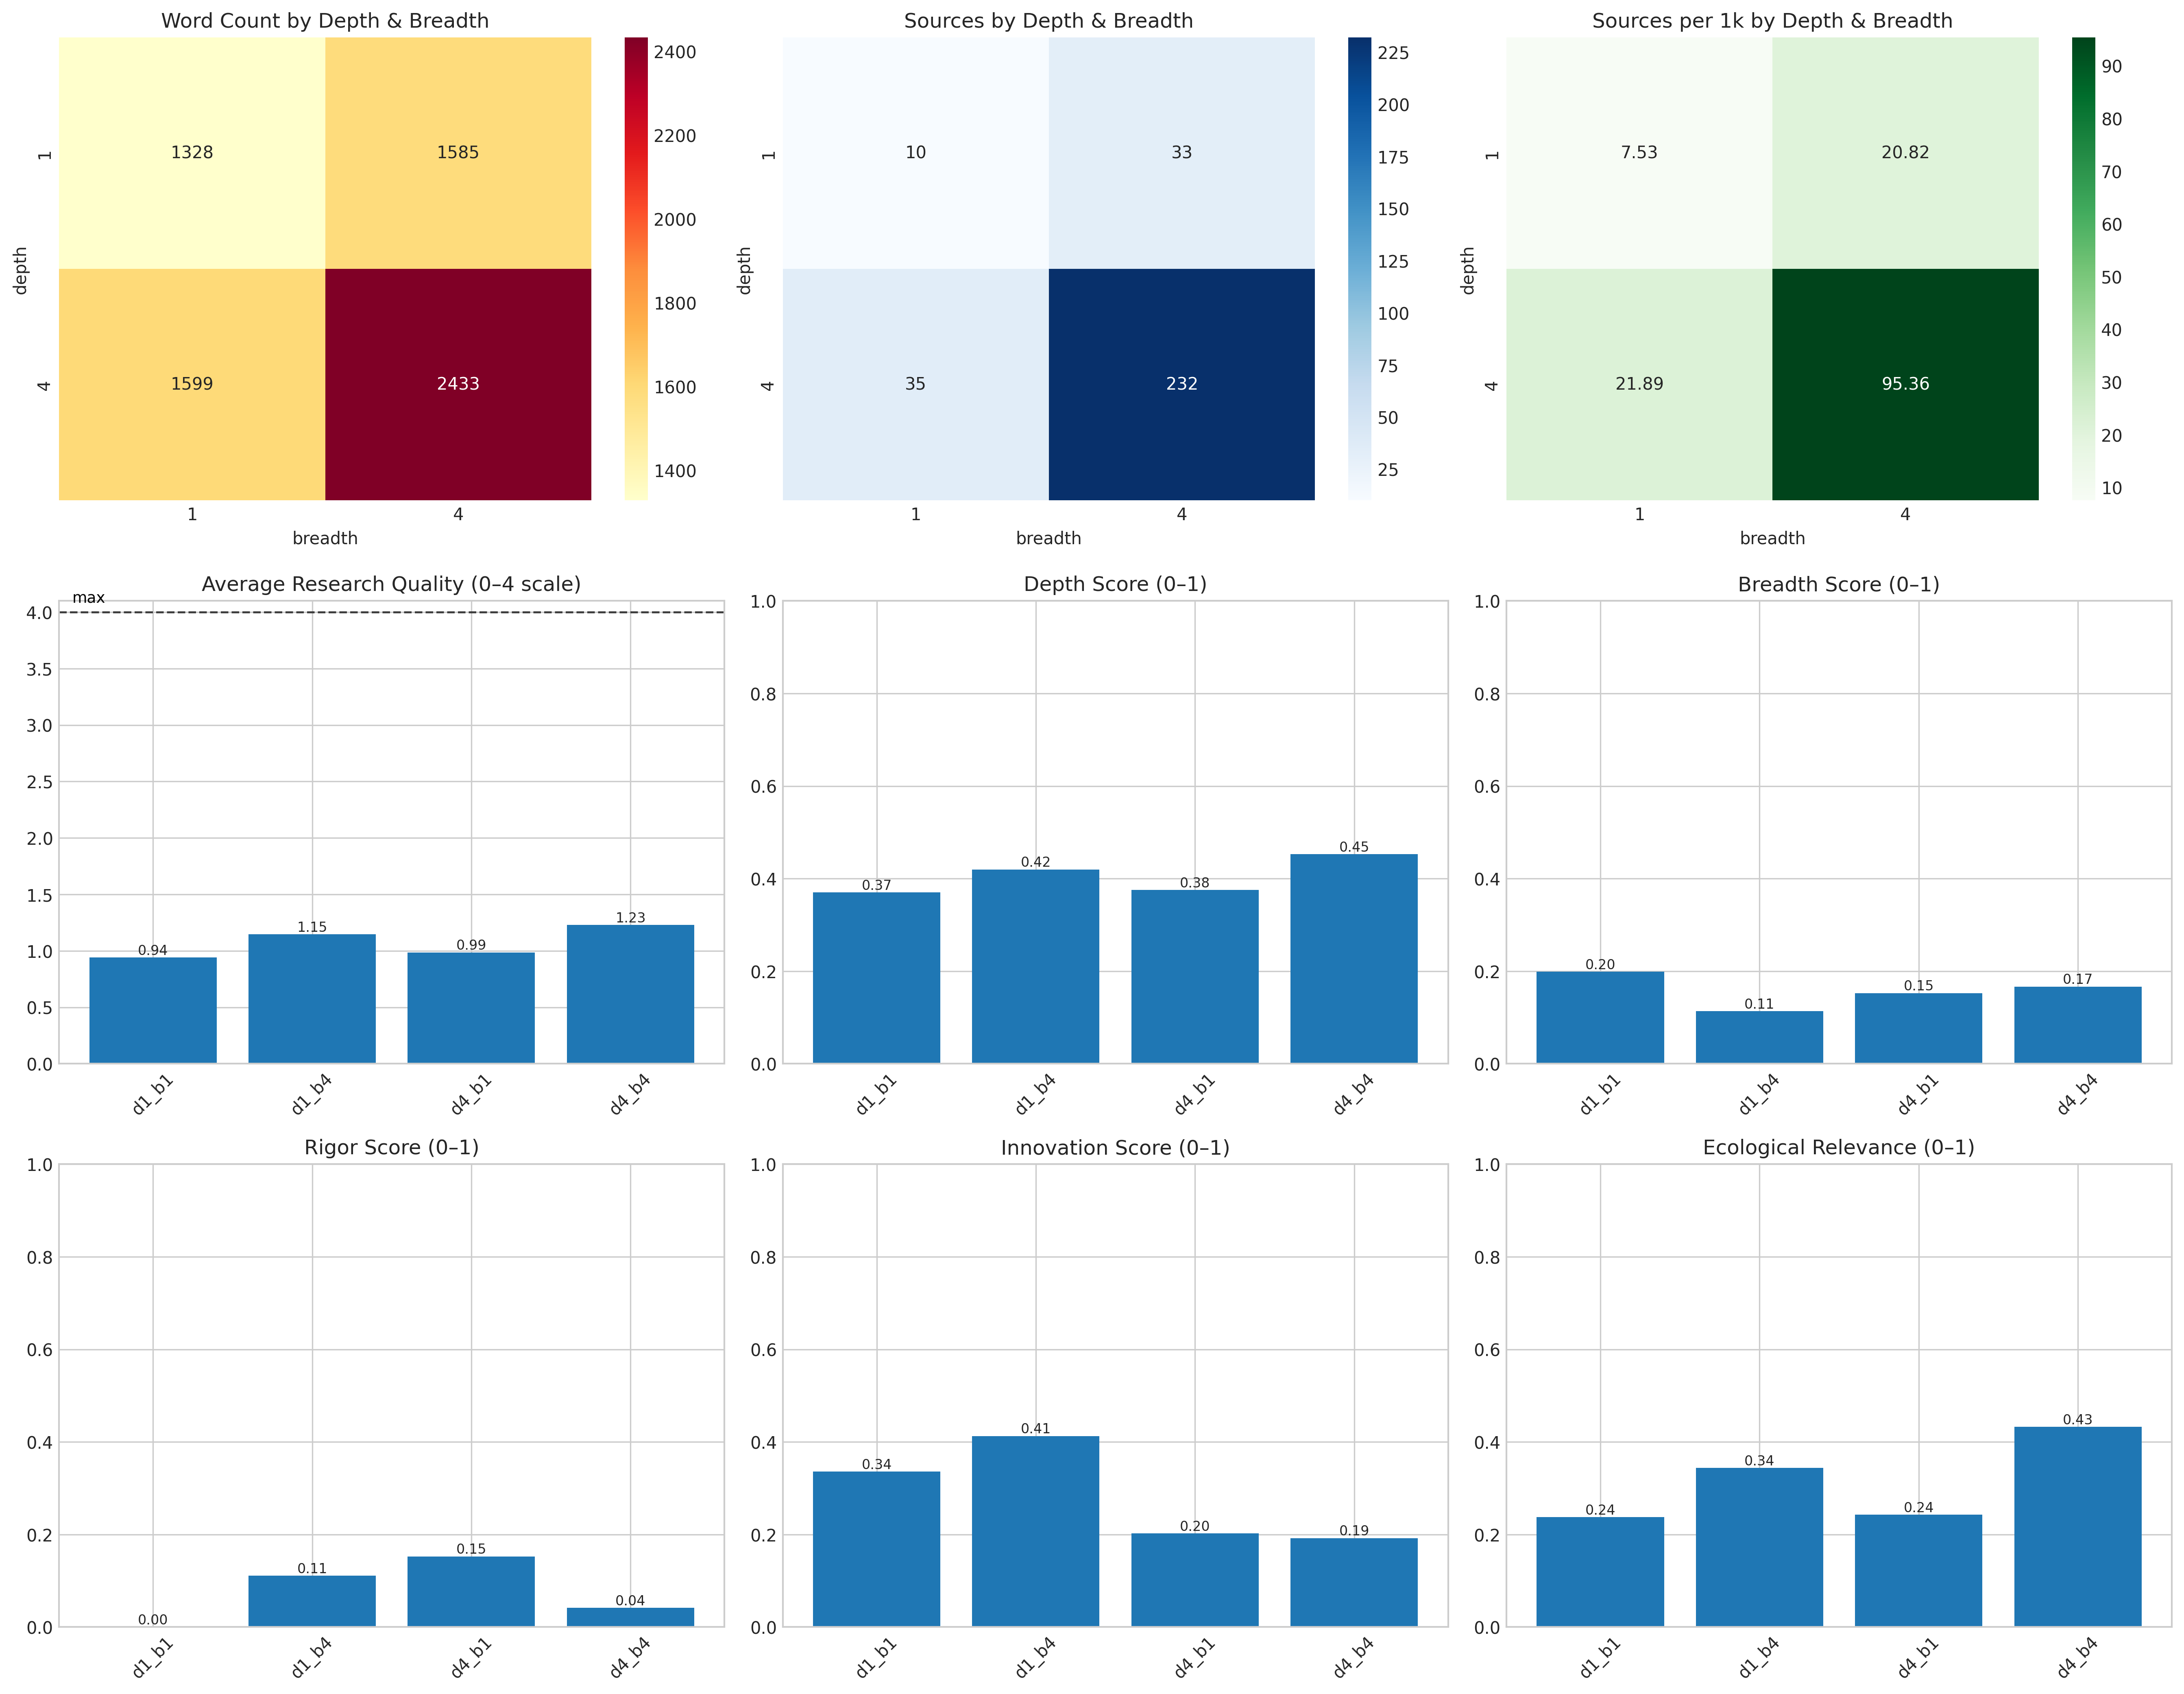 Word Count by Depth & Breadth
1328
1585
1599
2433
1
4
depth
1
4
breadth
2400
2200
2000
1800
1600
1400
Sources by Depth & Breadth
10
33
35
232
1
4
depth
1
4
breadth
225
200
175
150
125
100
75
50
25
Sources per 1k by Depth & Breadth
7.53
20.82
21.89
95.36
1
4
depth
1
4
breadth
90
80
70
60
50
40
30
20
10
Average Research Quality (0–4 scale)
max
4.0
3.5
3.0
2.5
2.0
1.5
1.0
0.5
0.0
0.94
1.15
0.99
1.23
d1_b1
d1_b4
d4_b1
d4_b4
Depth Score (0–1)
1.0
0.8
0.6
0.4
0.2
0.0
0.37
0.42
0.38
0.45
d1_b1
d1_b4
d4_b1
d4_b4
Breadth Score (0–1)
1.0
0.8
0.6
0.4
0.2
0.0
0.20
0.11
0.15
0.17
d1_b1
d1_b4
d4_b1
d4_b4
Rigor Score (0–1)
1.0
0.8
0.6
0.4
0.2
0.0
0.00
0.11
0.15
0.04
d1_b1
d1_b4
d4_b1
d4_b4
Innovation Score (0–1)
1.0
0.8
0.6
0.4
0.2
0.0
0.34
0.41
0.20
0.19
d1_b1
d1_b4
d4_b1
d4_b4
Ecological Relevance (0–1)
1.0
0.8
0.6
0.4
0.2
0.0
0.24
0.34
0.24
0.43
d1_b1
d1_b4
d4_b1
d4_b4